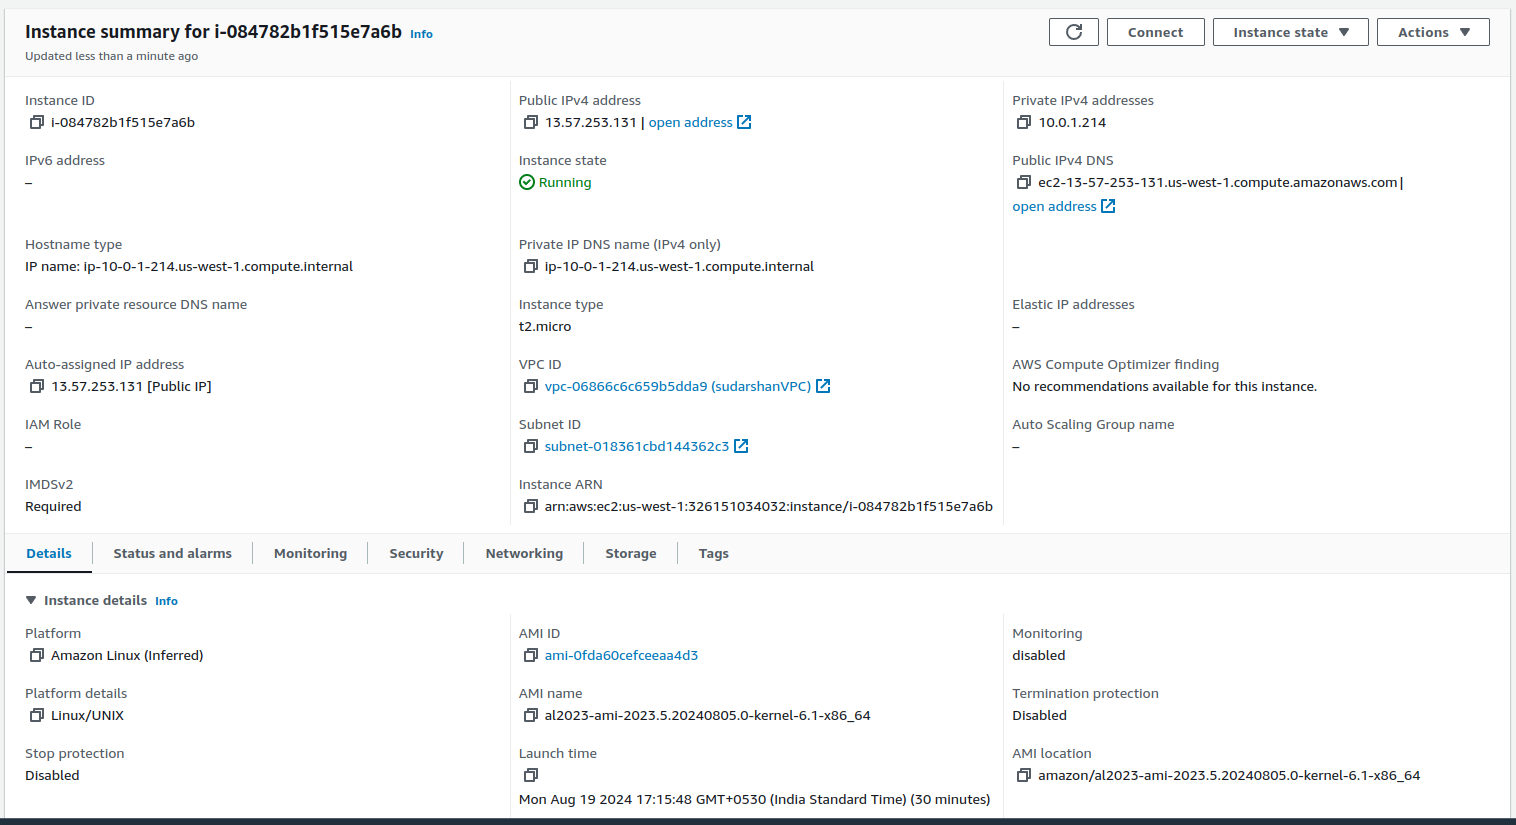 Instance summary for i-084782b1f515e7a6b Info
Updated less than a minute ago
Connect
Instance state
Actions
Instance ID
i-084782b1f515e7a6b
Public IPv4 address
13.57.253.131 | open address
Private IPv4 addresses
10.0.1.214
IPv6 address
–
Instance state
Running
Public IPv4 DNS
ec2-13-57-253-131.us-west-1.compute.amazonaws.com |
open address
Hostname type
IP name: ip-10-0-1-214.us-west-1.compute.internal
Private IP DNS name (IPv4 only)
ip-10-0-1-214.us-west-1.compute.internal
Answer private resource DNS name
–
Instance type
t2.micro
Elastic IP addresses
–
Auto-assigned IP address
13.57.253.131 [Public IP]
VPC ID
vpc-06866c6c659b5dda9 (sudarshanVPC)
AWS Compute Optimizer finding
No recommendations available for this instance.
IAM Role
–
Subnet ID
subnet-018361cbd144362c3
Auto Scaling Group name
–
IMDSv2
Required
Instance ARN
arn:aws:ec2:us-west-1:326151034032:instance/i-084782b1f515e7a6b
Details
Status and alarms
Monitoring
Security
Networking
Storage
Tags
Instance details Info
Platform
Amazon Linux (Inferred)
AMI ID
ami-0fda60cefceeaa4d3
Monitoring
disabled
Platform details
Linux/UNIX
AMI name
al2023-ami-2023.5.20240805.0-kernel-6.1-x86_64
Termination protection
Disabled
Stop protection
Disabled
Launch time
Mon Aug 19 2024 17:15:48 GMT+0530 (India Standard Time) (30 minutes)
AMI location
amazon/al2023-ami-2023.5.20240805.0-kernel-6.1-x86_64